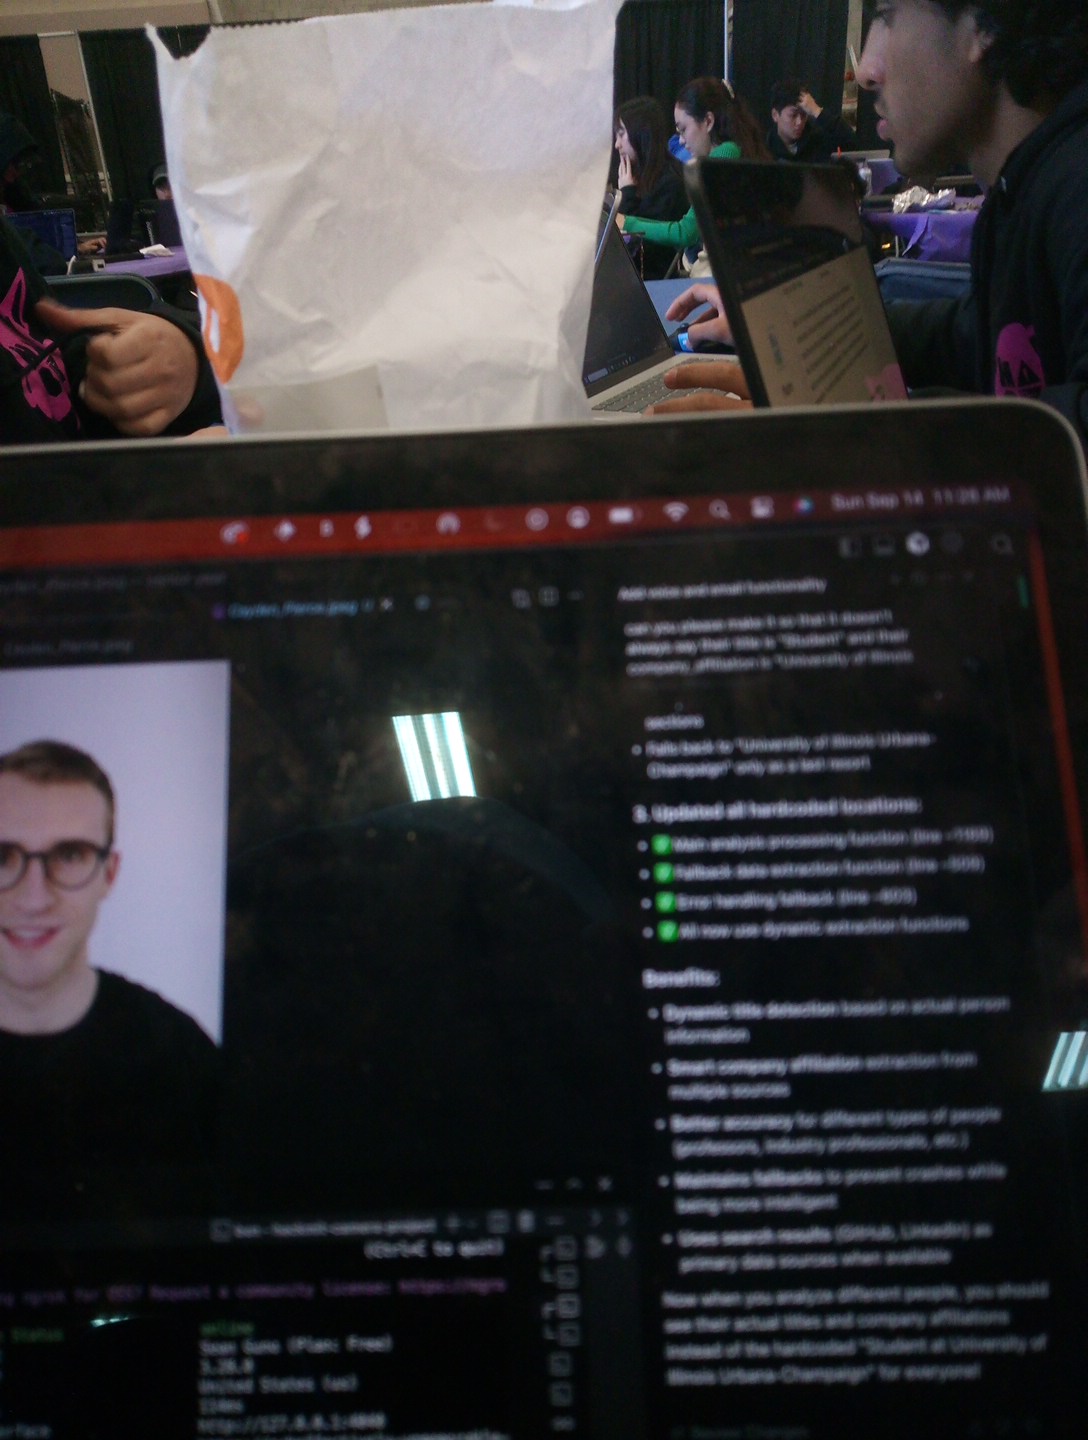 Sun Sep 14 11:28 AM
Cayden_Pierce.jpeg U
Cayden_Pierce.jpeg
Add voice and email functionality
can you please make it so that it doesn't
always say their title is "Student" and their
company_affiliation is "University of Illinois
sections
• Falls back to "University of Illinois Urbana-
Champaign" only as a last resort
3. Updated all hardcoded locations:
• ✅ Main analysis processing function (line
• ✅ Fallback data extraction function (line
• ✅ Error handling fallback (line
• ✅ All now use dynamic extraction functions
Benefits:
• Dynamic title detection based on actual person
information
• Smart company affiliation extraction from
multiple sources
• Better accuracy for different types of people
(professors, industry professionals, etc.)
• Maintains fallbacks to prevent crashes while
being more intelligent
• Uses search results (GitHub, LinkedIn) as
primary data sources when available
Now when you analyze different people, you should
see their actual titles and company affiliations
instead of the hardcoded "Student at University of
Illinois Urbana-Champaign" for everyone!
(Ctrl+C to quit)
Request a community license:
Status online
(Plan: Free)
United States (us)
http://127.0.0.1:4040